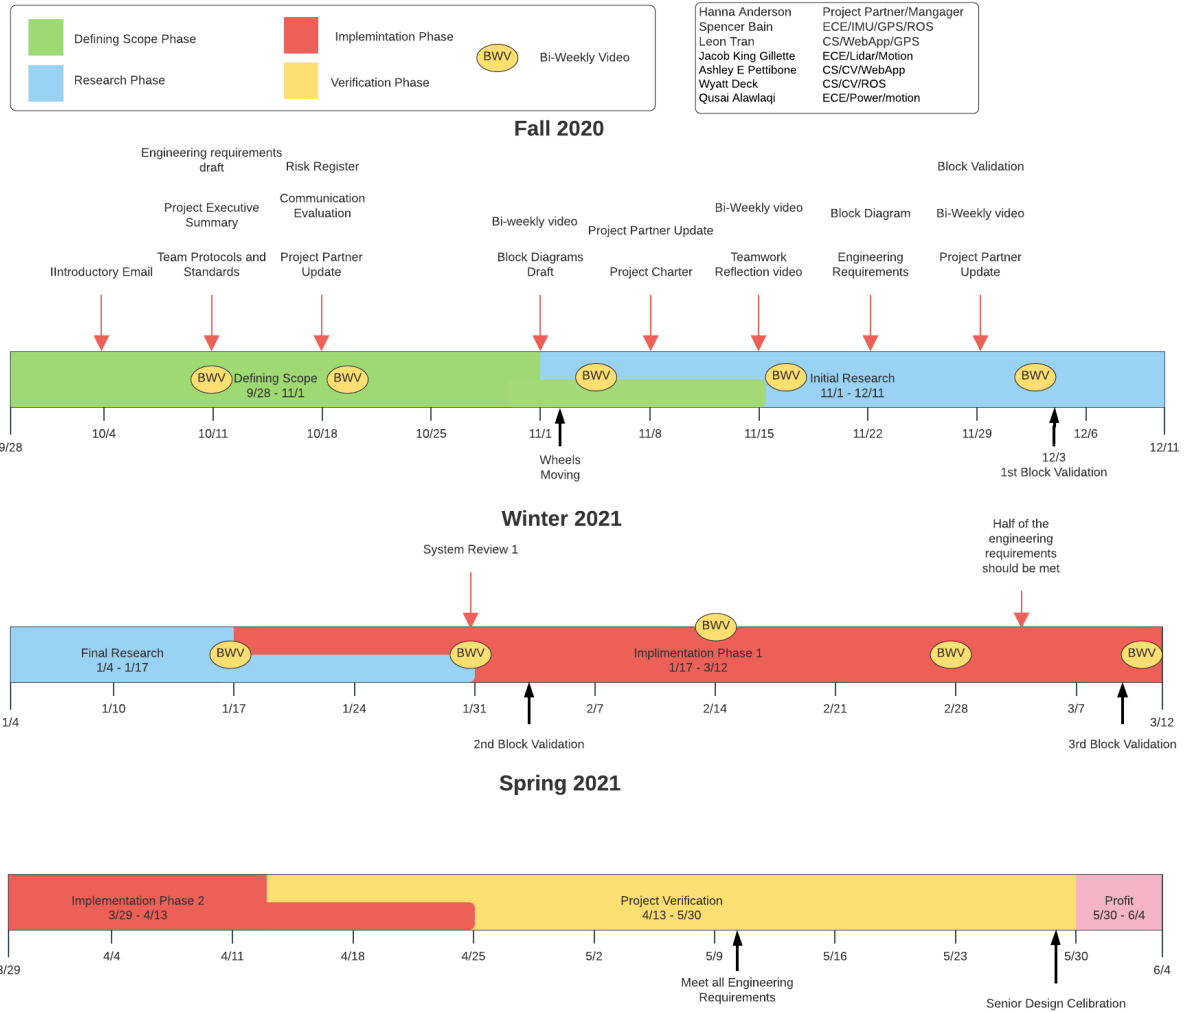 Defining Scope Phase
Research Phase
Implemintation Phase
Verification Phase
BWV
Bi-Weekly Video
Hanna Anderson Project Partner/Mangager
Spencer Bain ECE/IMU/GPS/ROS
Leon Tran CS/WebApp/GPS
Jacob King Gillette ECE/Lidar/Motion
Ashley E Pettibone CS/CV/WebApp
Wyatt Deck CS/CV/ROS
Qusai Alawlaqi ECE/Power/motion
Fall 2020
IIntroductory Email
Engineering requirements
draft
Project Executive
Summary
Team Protocols and
Standards
Risk Register
Communication
Evaluation
Project Partner
Update
Bi-weekly video
Block Diagrams
Draft
Project Partner Update
Project Charter
Bi-Weekly video
Teamwork
Reflection video
Block Diagram
Engineering
Requirements
Block Validation
Bi-Weekly video
Project Partner
Update
BWV
Defining Scope
9/28 - 11/1
BWV
BWV
BWV
Initial Research
11/1 - 12/11
BWV
9/28
10/4
10/11
10/18
10/25
11/1
11/8
11/15
11/22
11/29
12/6
12/11
Wheels
Moving
12/3
1st Block Validation
Winter 2021
System Review 1
Half of the
engineering
requirements
should be met
Final Research
1/4 - 1/17
BWV
BWV
Implimentation Phase 1
1/17 - 3/12
BWV
BWV
BWV
1/4
1/10
1/17
1/24
1/31
2/7
2/14
2/21
2/28
3/7
3/12
2nd Block Validation
3rd Block Validation
Spring 2021
Implementation Phase 2
3/29 - 4/13
Project Verification
4/13 - 5/30
Profit
5/30 - 6/4
3/29
4/4
4/11
4/18
4/25
5/2
5/9
5/16
5/23
5/30
6/4
Meet all Engineering
Requirements
Senior Design Celibration